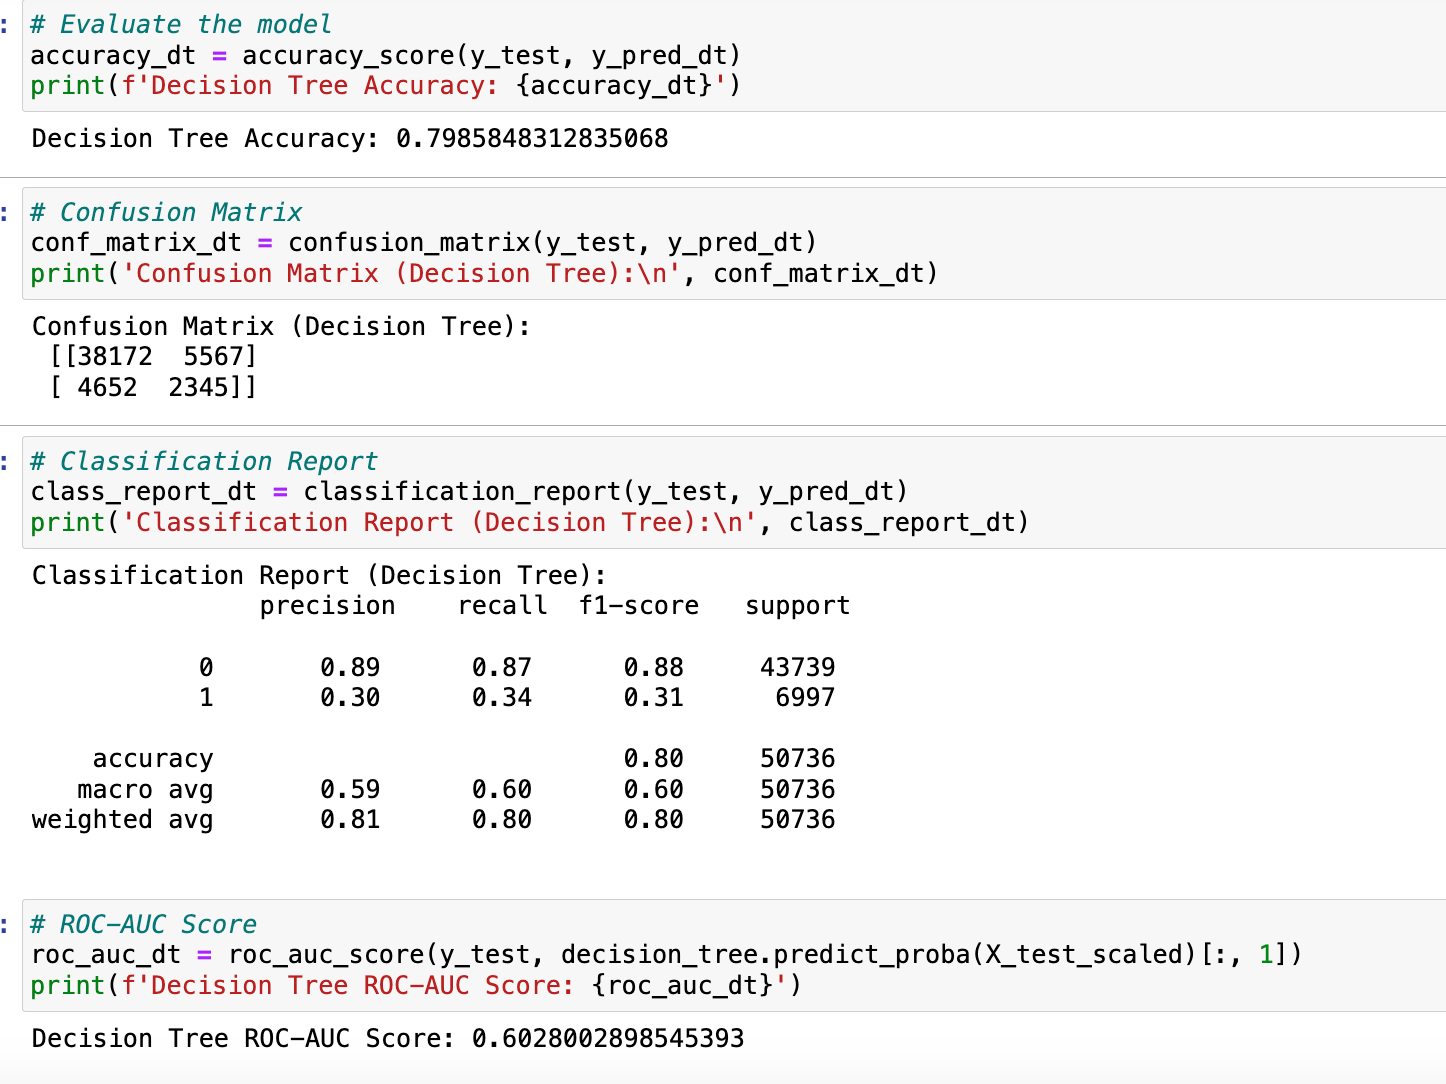 : # Evaluate the model
accuracy_dt = accuracy_score(y_test, y_pred_dt)
print(f'Decision Tree Accuracy: {accuracy_dt}')
Decision Tree Accuracy: 0.7985848312835068
: # Confusion Matrix
conf_matrix_dt = confusion_matrix(y_test, y_pred_dt)
print('Confusion Matrix (Decision Tree):\n', conf_matrix_dt)
Confusion Matrix (Decision Tree):
[[38172 5567]
[ 4652 2345]]
: # Classification Report
class_report_dt = classification_report(y_test, y_pred_dt)
print('Classification Report (Decision Tree):\n', class_report_dt)
Classification Report (Decision Tree):
precision recall f1-score support
0 0.89 0.87 0.88 43739
1 0.30 0.34 0.31 6997
accuracy 0.80 50736
macro avg 0.59 0.60 0.60 50736
weighted avg 0.81 0.80 0.80 50736
: # ROC-AUC Score
roc_auc_dt = roc_auc_score(y_test, decision_tree.predict_proba(X_test_scaled)[:, 1])
print(f'Decision Tree ROC-AUC Score: {roc_auc_dt}')
Decision Tree ROC-AUC Score: 0.6028002898545393